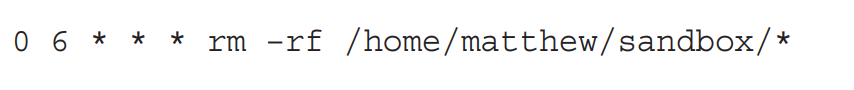 0 6 * * * rm -rf /home/matthew/sandbox/*